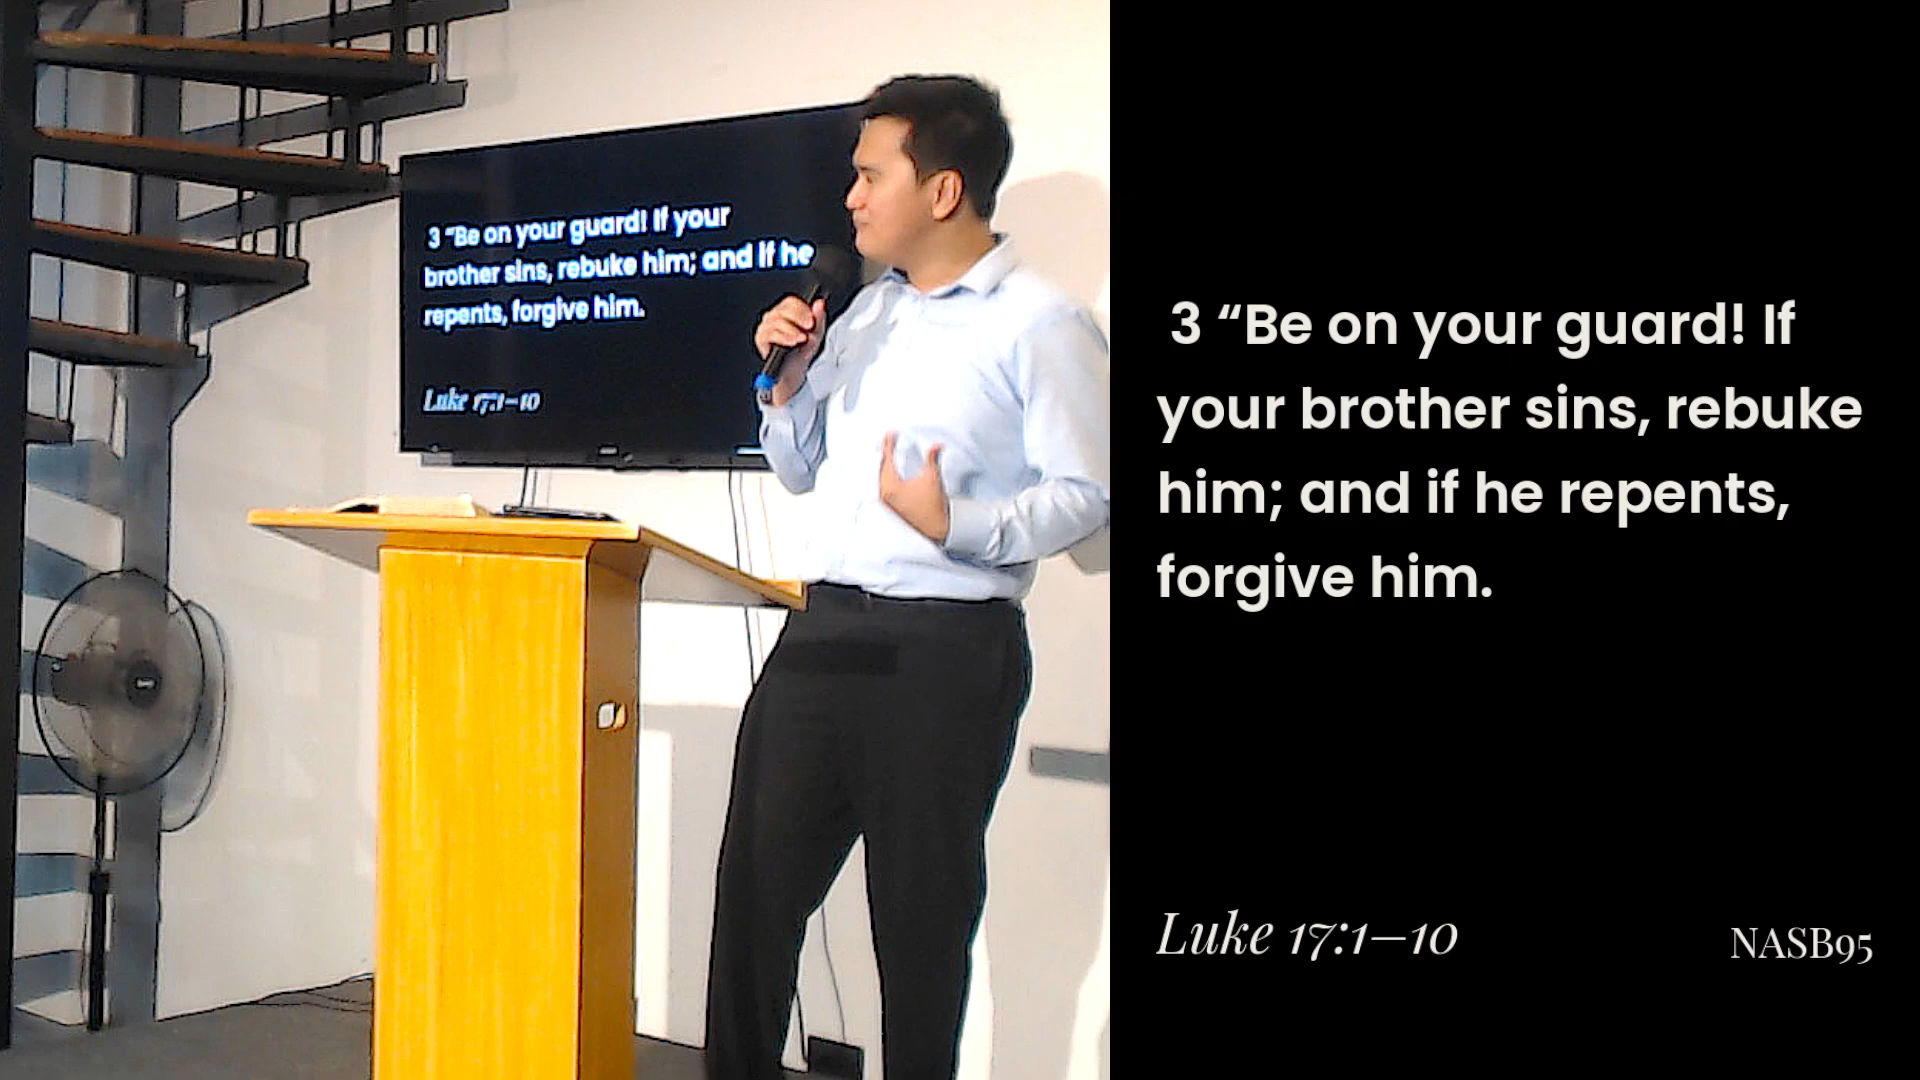 3 “Be on your guard! If your
brother sins, rebuke him; and if he
repents, forgive him.
Luke 17:1–10
3 “Be on your guard! If
your brother sins, rebuke
him; and if he repents,
forgive him.
Luke 17:1–10
NASB95